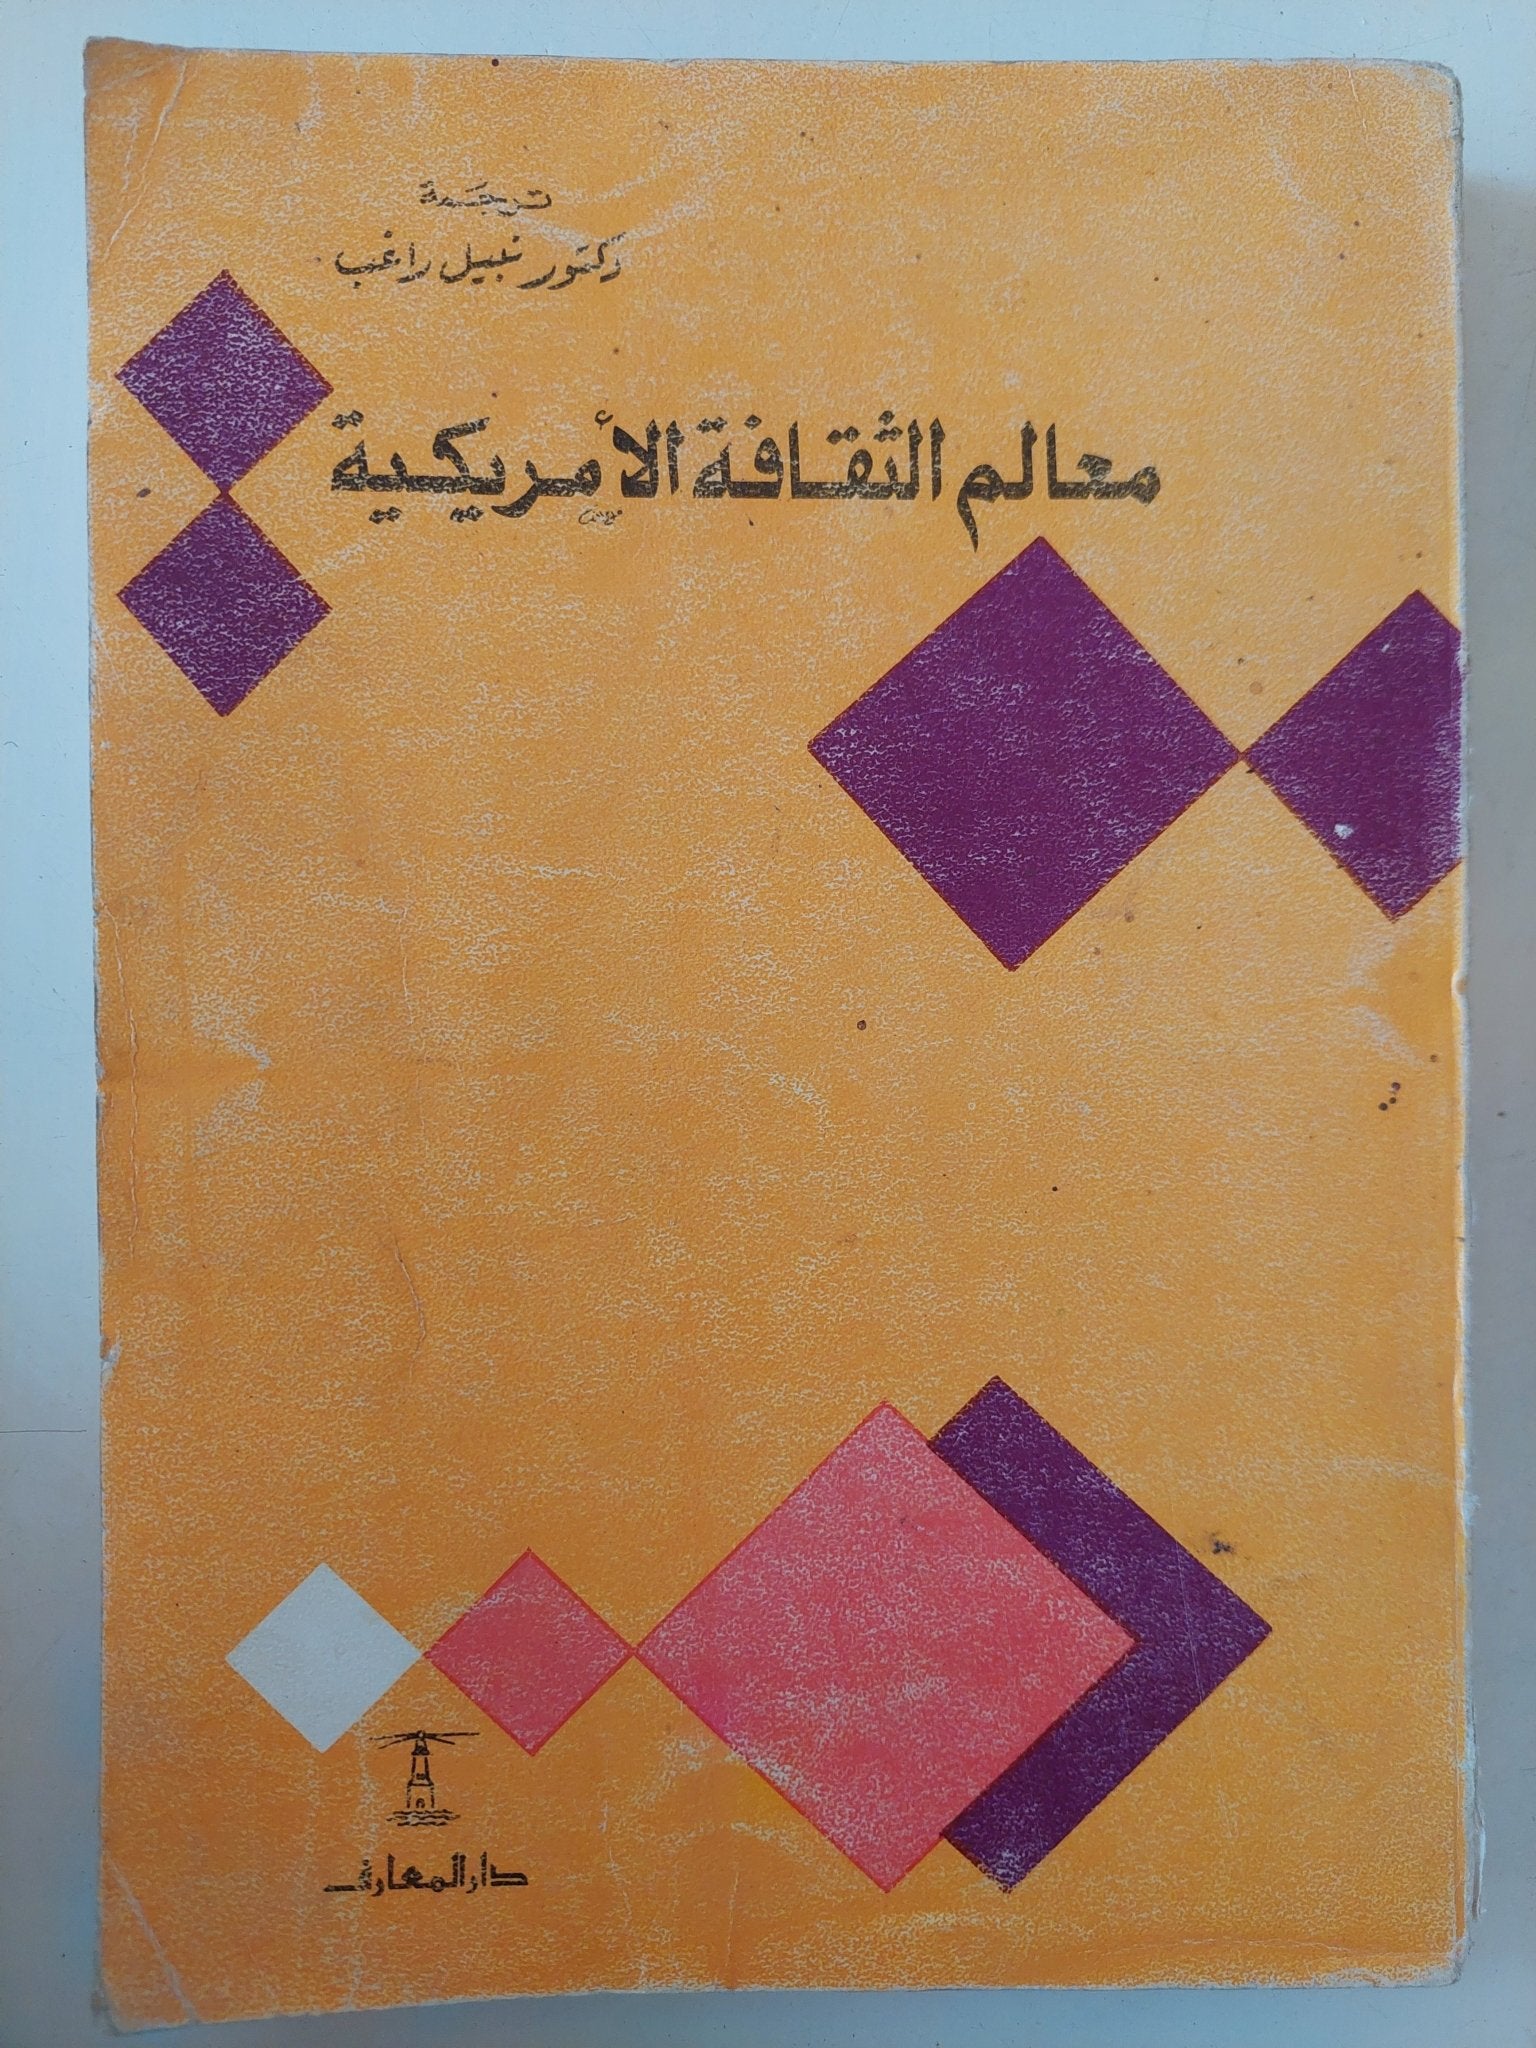 ترجمة
دكتور نبيل راغب
معالم الثقافة الأمريكية
دار المعارف